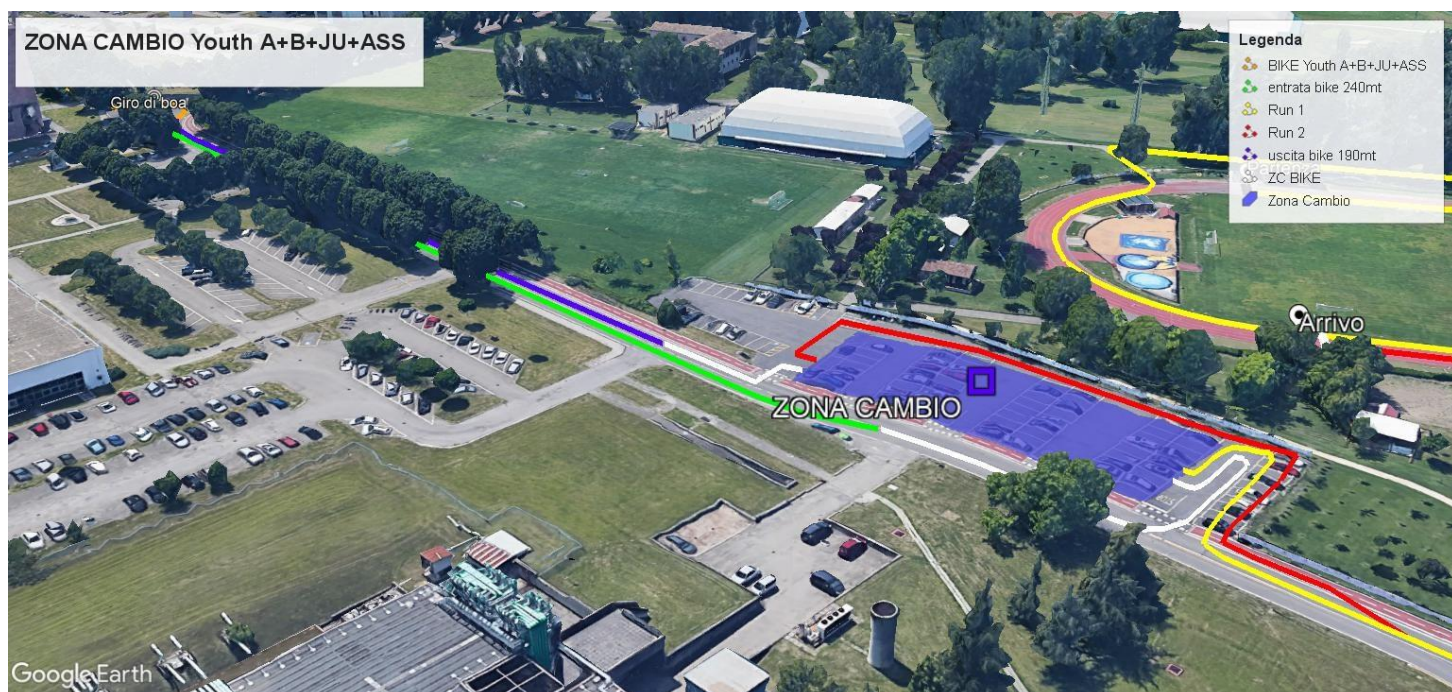 ZONA CAMBIO Youth A+B+JU+ASS
Giro di boa
Legenda
BIKE Youth A+B+JU+ASS
entrata bike 240mt
Run 1
Run 2
uscita bike 190mt
ZC BIKE
Zona Cambio
Arrivo
ZONA CAMBIO
Google Earth